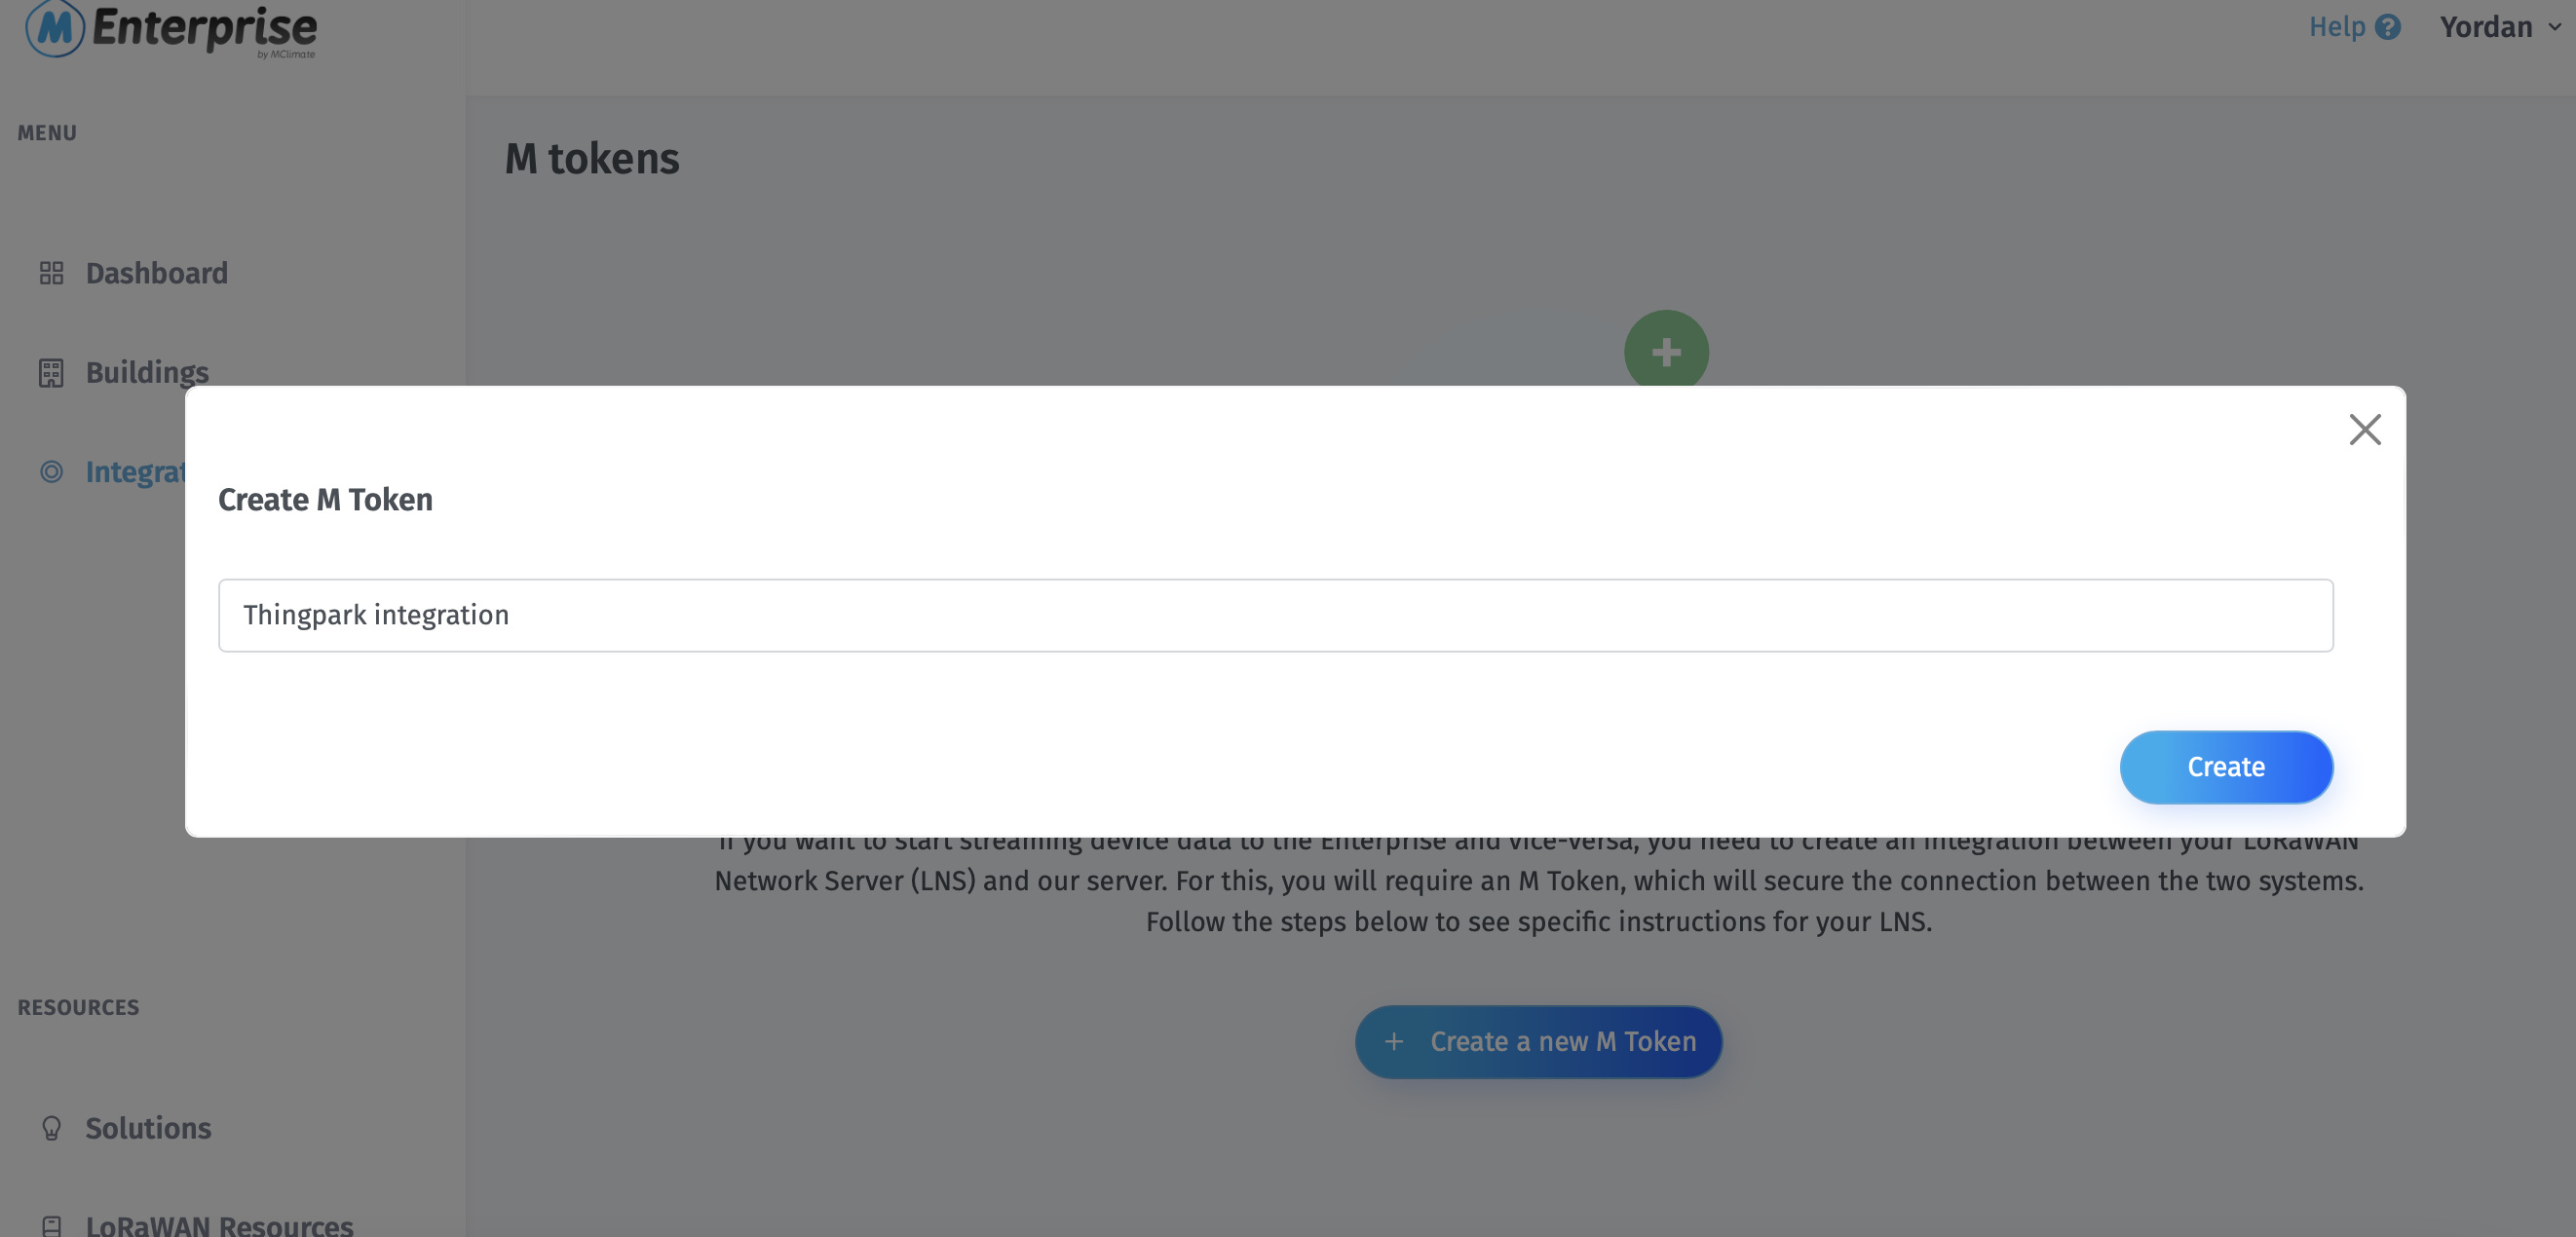 M Enterprise
by MClimate
Help ?
Yordan
MENU
M tokens
Dashboard
Buildings
Integrat
Create M Token
Thingpark integration
Create
If you want to start streaming device data to the Enterprise and vice-versa, you need to create an integration between your LoRaWAN
Network Server (LNS) and our server. For this, you will require an M Token, which will secure the connection between the two systems.
Follow the steps below to see specific instructions for your LNS.
+ Create a new M Token
RESOURCES
Solutions
LoRaWAN Resources